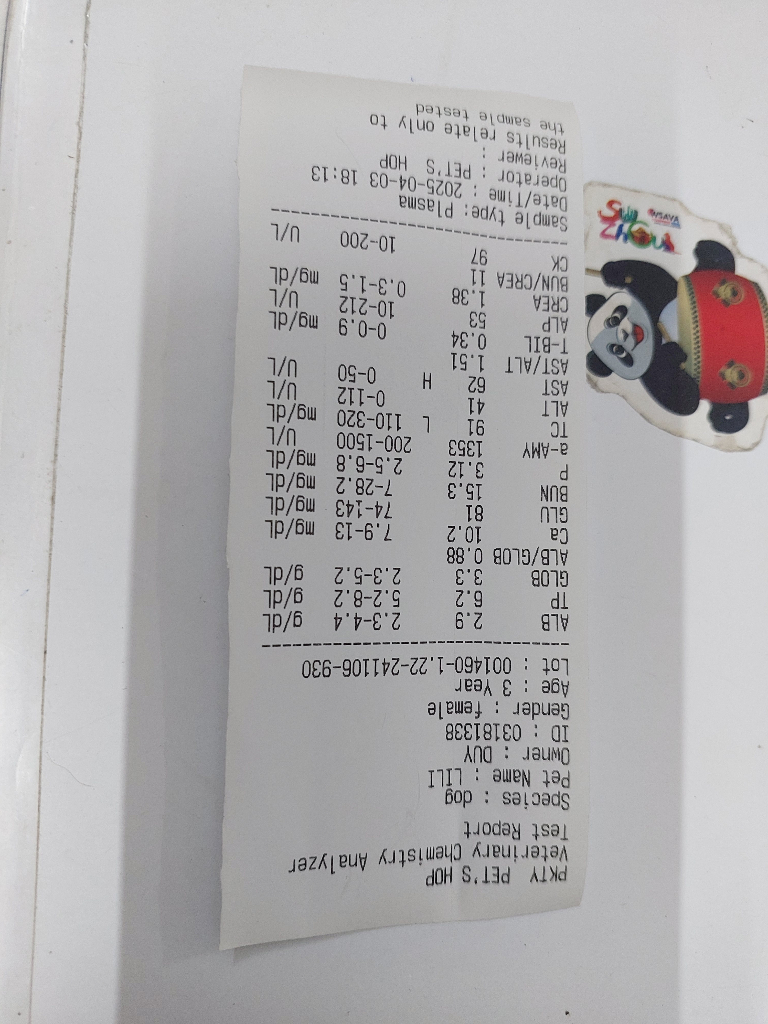 PKTY PET'S HOP
Veterinary Chemistry Analyzer
Test Report
Species : dog
Pet Name : LILI
Owner : DUY
ID : 03181338
Gender : female
Age : 3 Year
Lot : 001460-1.22-241106-930
--------------------------------
ALB 2.9 2.3-4.4 g/dL
TP 6.2 5.2-8.2 g/dL
GLOB 3.3 2.3-5.2 g/dL
ALB/GLOB 0.88
Ca 10.2 7.9-13 mg/dL
GLU 81 74-143 mg/dL
BUN 15.3 7-28.2 mg/dL
P 3.12 2.5-6.8 mg/dL
a-AMY 1353 200-1500 U/L
TC 91 L 110-320 mg/dL
ALT 41 0-112 U/L
AST 62 H 0-50 U/L
AST/ALT 1.51
T-BIL 0.34 0-0.9 mg/dL
ALP 53 10-212 U/L
CREA 1.38 0.3-1.5 mg/dL
BUN/CREA 11
CK 97 10-200 U/L
--------------------------------
Sample type: Plasma
Date/Time : 2025-04-03 18:13
Operator : PET'S HOP
Reviewer :
Results relate only to
the sample tested